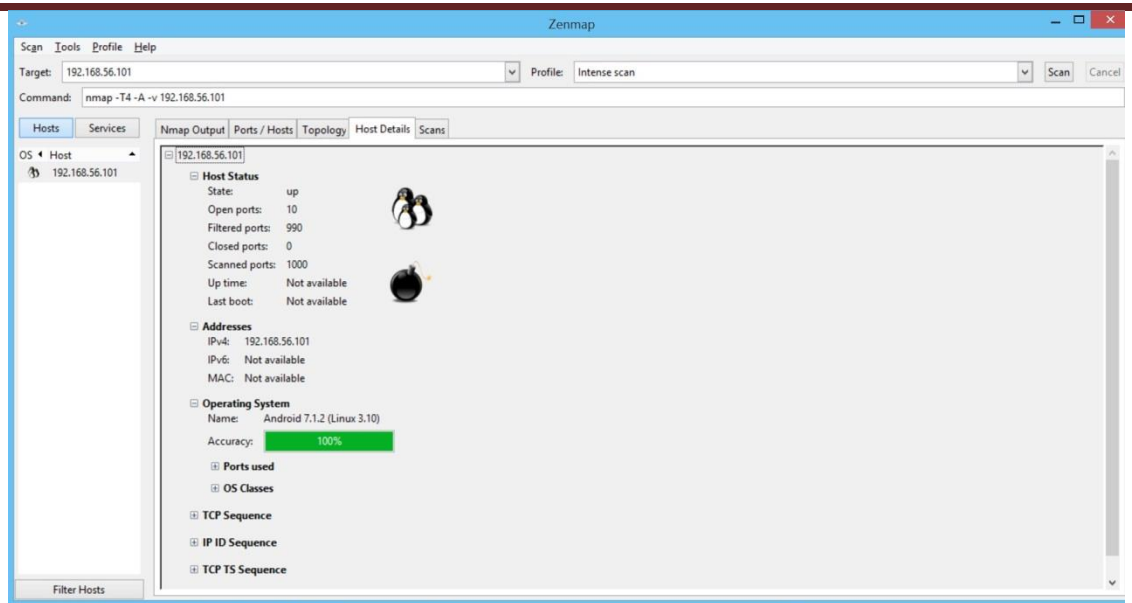 Zenmap
Scan Tools Profile Help
Target: 192.168.56.101 Profile: Intense scan Scan Cancel
Command: nmap -T4 -A -v 192.168.56.101
Hosts Services Nmap Output Ports / Hosts Topology Host Details Scans
OS Host
192.168.56.101
192.168.56.101
Host Status
State: up
Open ports: 10
Filtered ports: 990
Closed ports: 0
Scanned ports: 1000
Up time: Not available
Last boot: Not available
Addresses
IPv4: 192.168.56.101
IPv6: Not available
MAC: Not available
Operating System
Name: Android 7.1.2 (Linux 3.10)
Accuracy: 100%
Ports used
OS Classes
TCP Sequence
IP ID Sequence
TCP TS Sequence
Filter Hosts